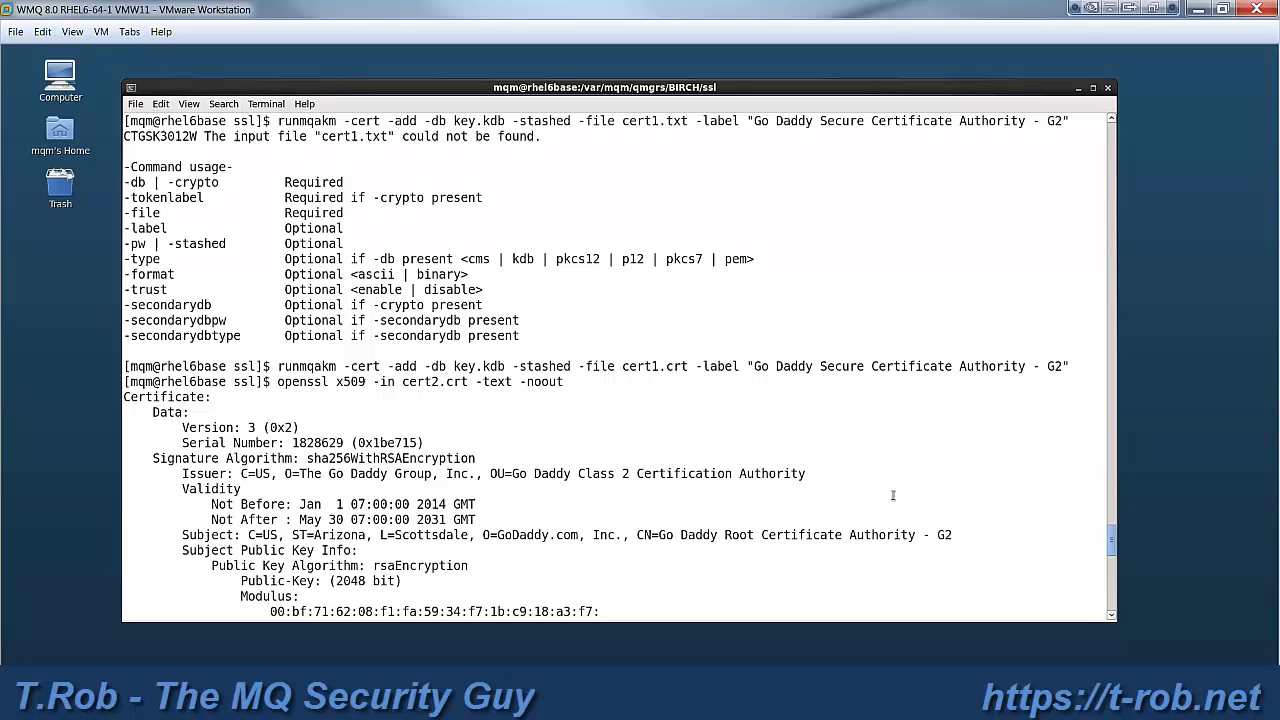 WMQ 8.0 RHEL6-64-1 VMW11 - VMware Workstation
File Edit View VM Tabs Help
Computer
mqm's Home
Trash
mqm@rhel6base:/var/mqm/qmgrs/BIRCH/ssl
File Edit View Search Terminal Help
[mqm@rhel6base ssl]$ runmqakm -cert -add -db key.kdb -stashed -file cert1.txt -label "Go Daddy Secure Certificate Authority - G2"
CTGSK3012W The input file "cert1.txt" could not be found.
-Command usage-
-db | -crypto Required
-tokenlabel Required if -crypto present
-file Required
-label Optional
-pw | -stashed Optional
-type Optional if -db present <cms | kdb | pkcs12 | p12 | pkcs7 | pem>
-format Optional <ascii | binary>
-trust Optional <enable | disable>
-secondarydb Optional if -crypto present
-secondarydbpw Optional if -secondarydb present
-secondarydbtype Optional if -secondarydb present
[mqm@rhel6base ssl]$ runmqakm -cert -add -db key.kdb -stashed -file cert1.crt -label "Go Daddy Secure Certificate Authority - G2"
[mqm@rhel6base ssl]$ openssl x509 -in cert2.crt -text -noout
Certificate:
Data:
Version: 3 (0x2)
Serial Number: 1828629 (0x1be715)
Signature Algorithm: sha256WithRSAEncryption
Issuer: C=US, O=The Go Daddy Group, Inc., OU=Go Daddy Class 2 Certification Authority
Validity
Not Before: Jan  1 07:00:00 2014 GMT
Not After : May 30 07:00:00 2031 GMT
Subject: C=US, ST=Arizona, L=Scottsdale, O=GoDaddy.com, Inc., CN=Go Daddy Root Certificate Authority - G2
Subject Public Key Info:
Public Key Algorithm: rsaEncryption
Public-Key: (2048 bit)
Modulus:
00:bf:71:62:08:f1:fa:59:34:f7:1b:c9:18:a3:f7:
T.Rob - The MQ Security Guy
https://t-rob.net